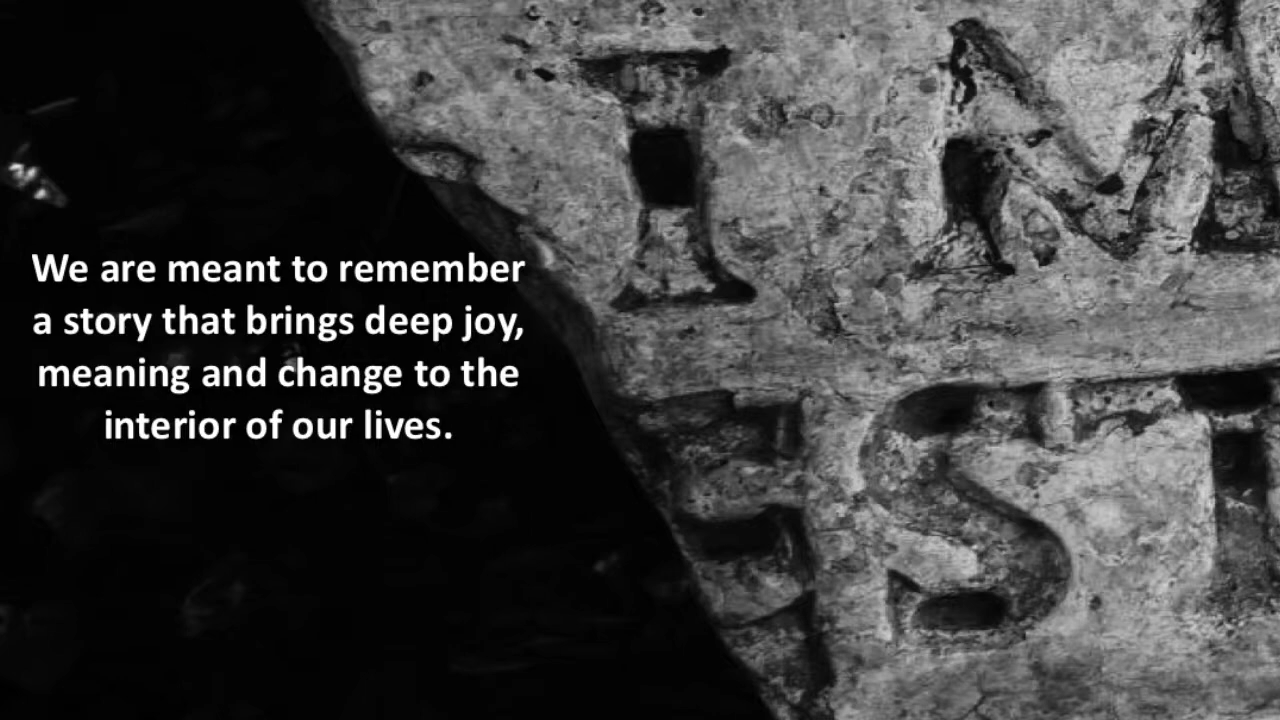 We are meant to remember
a story that brings deep joy,
meaning and change to the
interior of our lives.